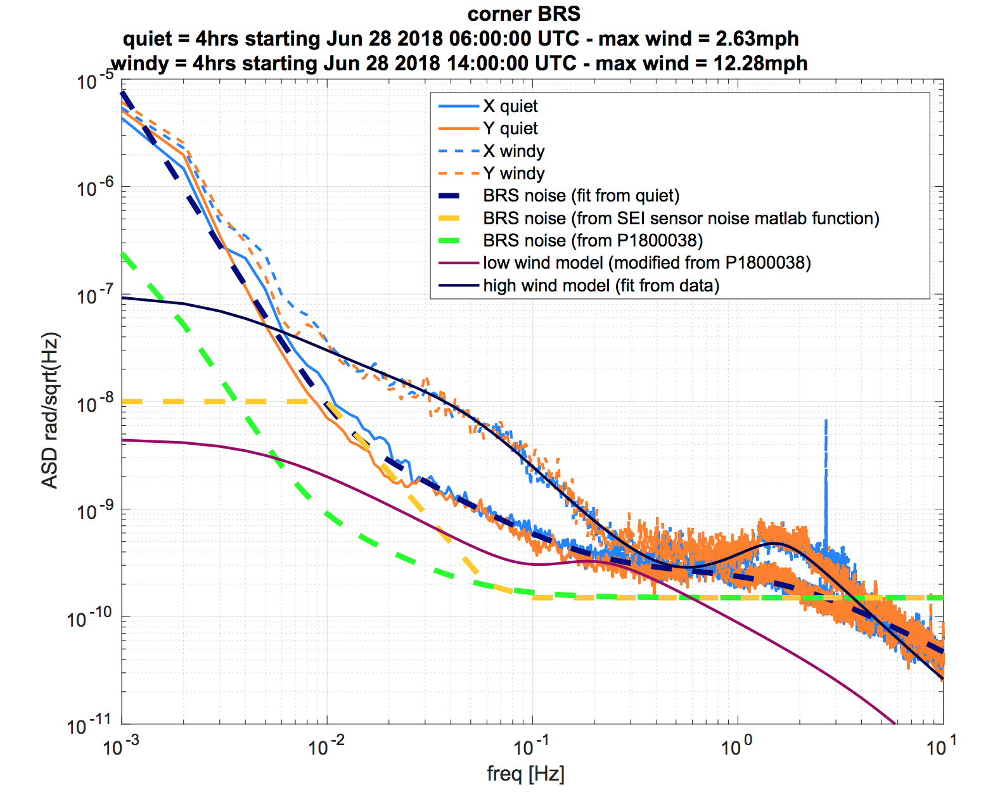 corner BRS
quiet = 4hrs starting Jun 28 2018 06:00:00 UTC - max wind = 2.63mph
windy = 4hrs starting Jun 28 2018 14:00:00 UTC - max wind = 12.28mph
10^-5
10^-6
10^-7
10^-8
10^-9
10^-10
10^-11
ASD rad/sqrt(Hz)
X quiet
Y quiet
X windy
Y windy
BRS noise (fit from quiet)
BRS noise (from SEI sensor noise matlab function)
BRS noise (from P1800038)
low wind model (modified from P1800038)
high wind model (fit from data)
10^-3 10^-2 10^-1 10^0 10^1
freq [Hz]